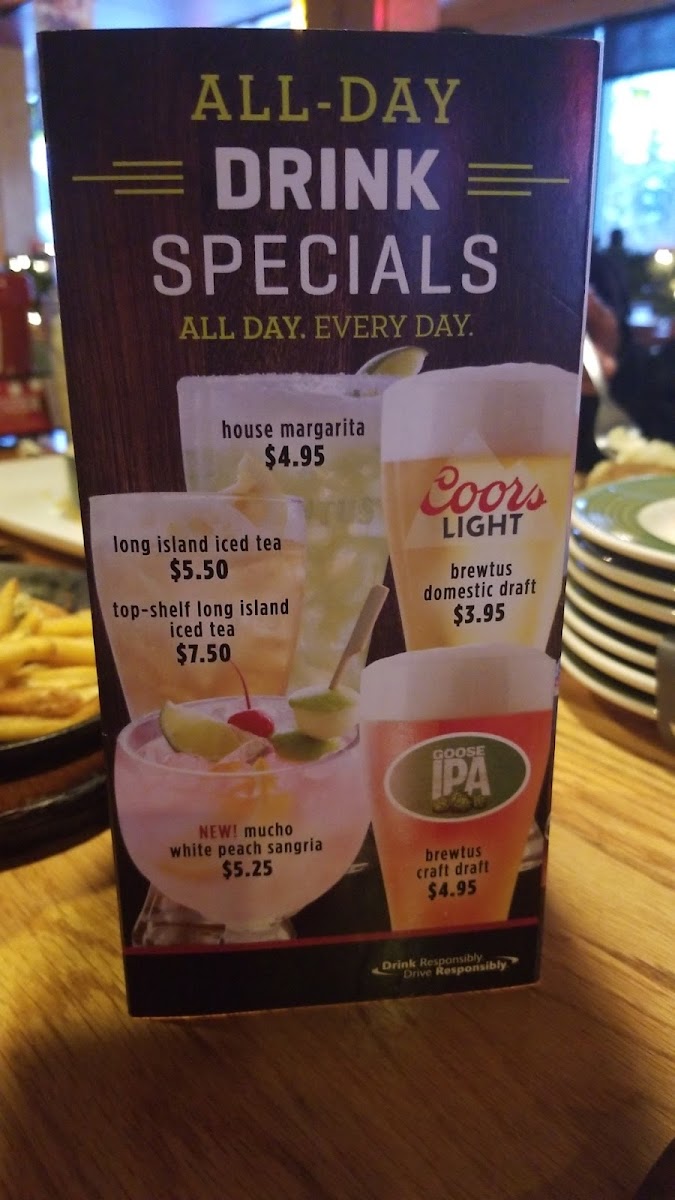 ALL-DAY
DRINK
SPECIALS
ALL DAY. EVERY DAY.
house margarita
$4.95
Coors
LIGHT
brewtus
domestic draft
$3.95
long island iced tea
$5.50
top-shelf long island
iced tea
$7.50
GOOSE
IPA
NEW! mucho
white peach sangria
$5.25
brewtus
craft draft
$4.95
Drink Responsibly
Drive Responsibly